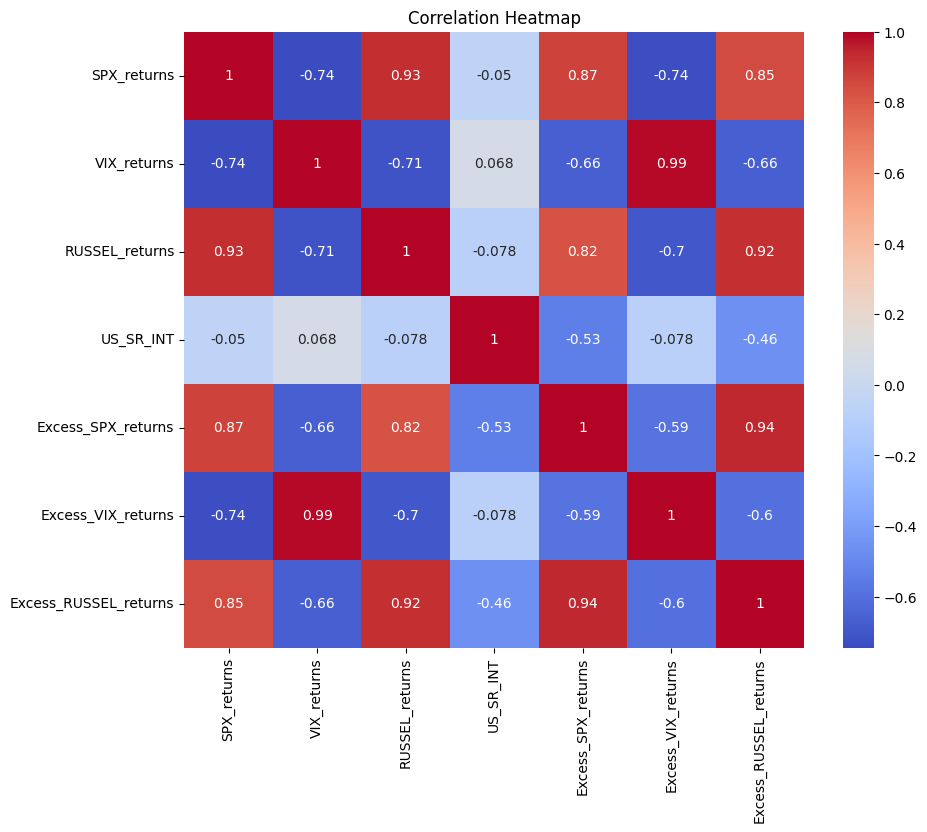 Correlation Heatmap
SPX_returns 1 -0.74 0.93 -0.05 0.87 -0.74 0.85
VIX_returns -0.74 1 -0.71 0.068 -0.66 0.99 -0.66
RUSSEL_returns 0.93 -0.71 1 -0.078 0.82 -0.7 0.92
US_SR_INT -0.05 0.068 -0.078 1 -0.53 -0.078 -0.46
Excess_SPX_returns 0.87 -0.66 0.82 -0.53 1 -0.59 0.94
Excess_VIX_returns -0.74 0.99 -0.7 -0.078 -0.59 1 -0.6
Excess_RUSSEL_returns 0.85 -0.66 0.92 -0.46 0.94 -0.6 1
SPX_returns
VIX_returns
RUSSEL_returns
US_SR_INT
Excess_SPX_returns
Excess_VIX_returns
Excess_RUSSEL_returns
1.0
0.8
0.6
0.4
0.2
0.0
−0.2
−0.4
−0.6